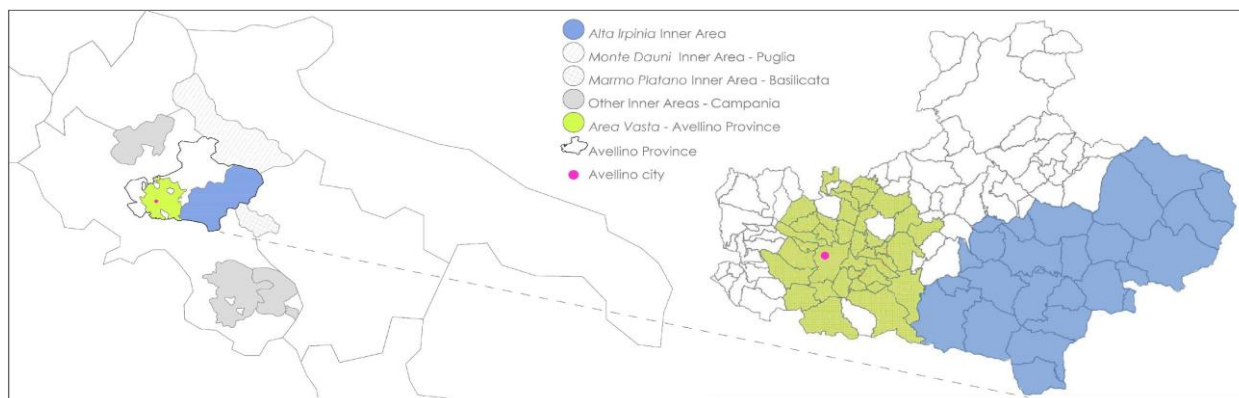 Alta Irpinia Inner Area
Monte Dauni  Inner Area - Puglia
Marmo Platano Inner Area - Basilicata
Other Inner Areas - Campania
Area Vasta - Avellino Province
Avellino Province
Avellino city